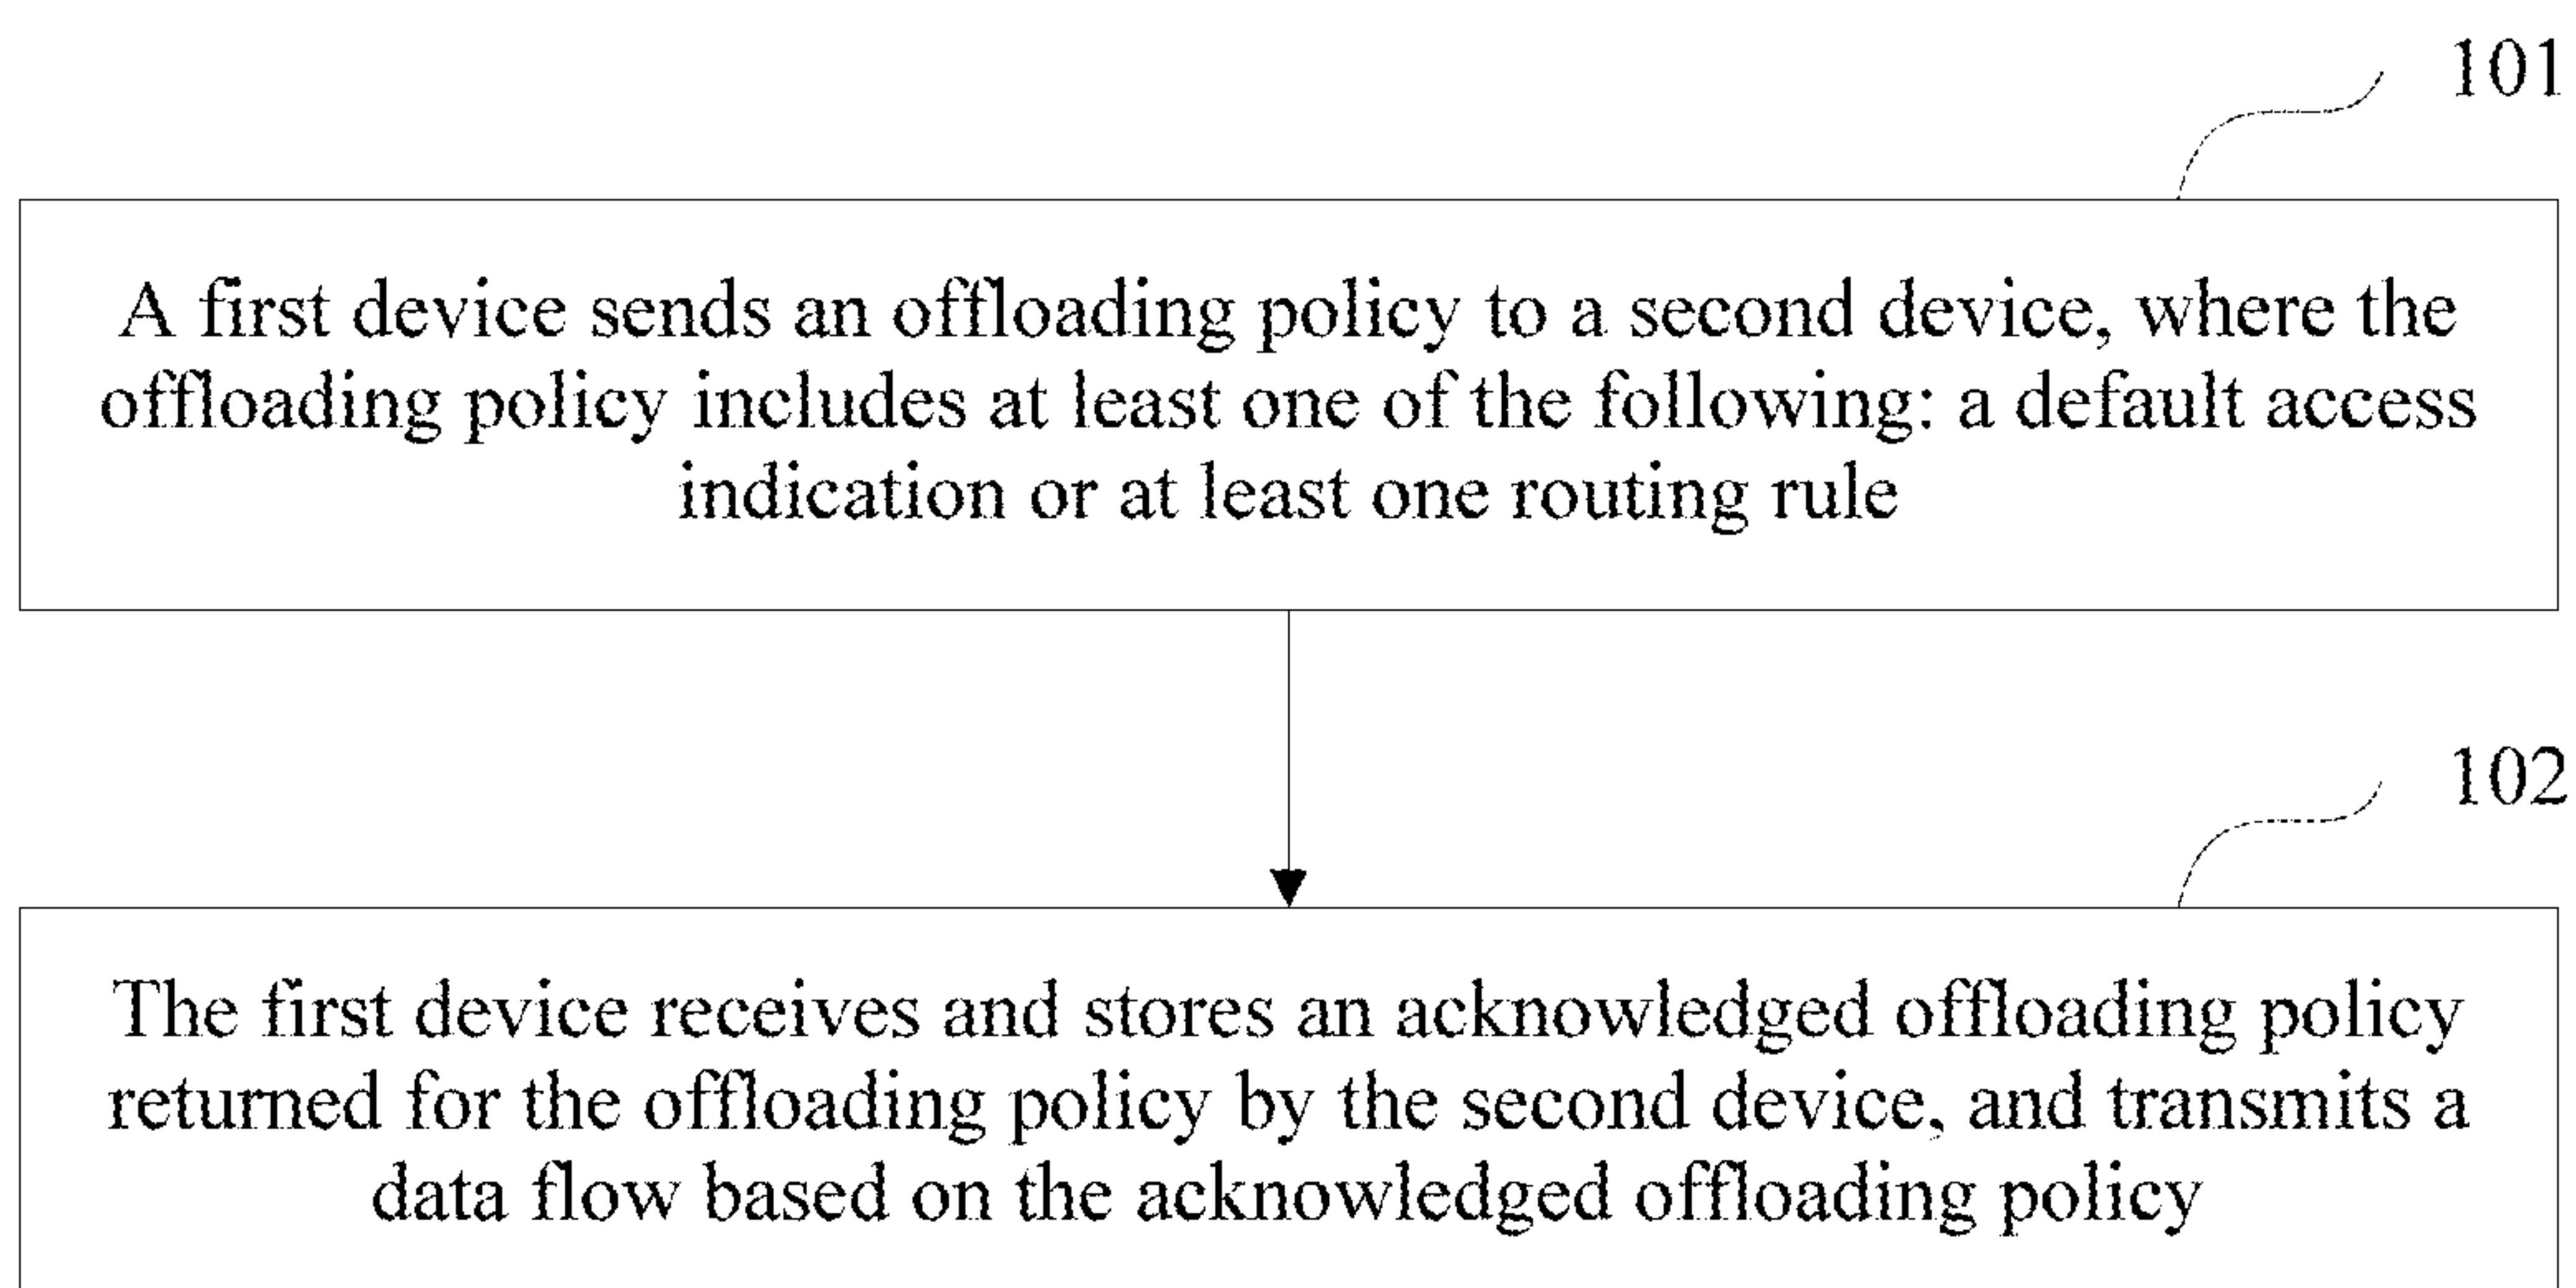 101
A first device sends an offloading policy to a second device, where the
offloading policy includes at least one of the following: a default access
indication or at least one routing rule
102
The first device receives and stores an acknowledged offloading policy
returned for the offloading policy by the second device, and transmits a
data flow based on the acknowledged offloading policy